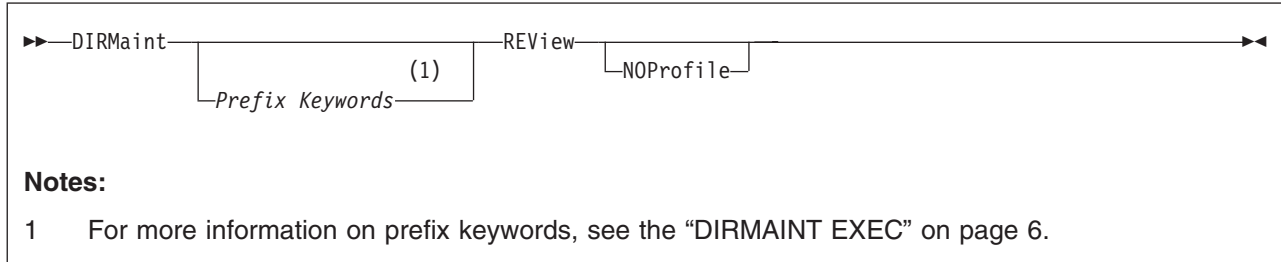 ►►—DIRMaint—REView—►◄
(1)
NOProfile
Prefix Keywords
Notes:
1 For more information on prefix keywords, see the “DIRMAINT EXEC” on page 6.